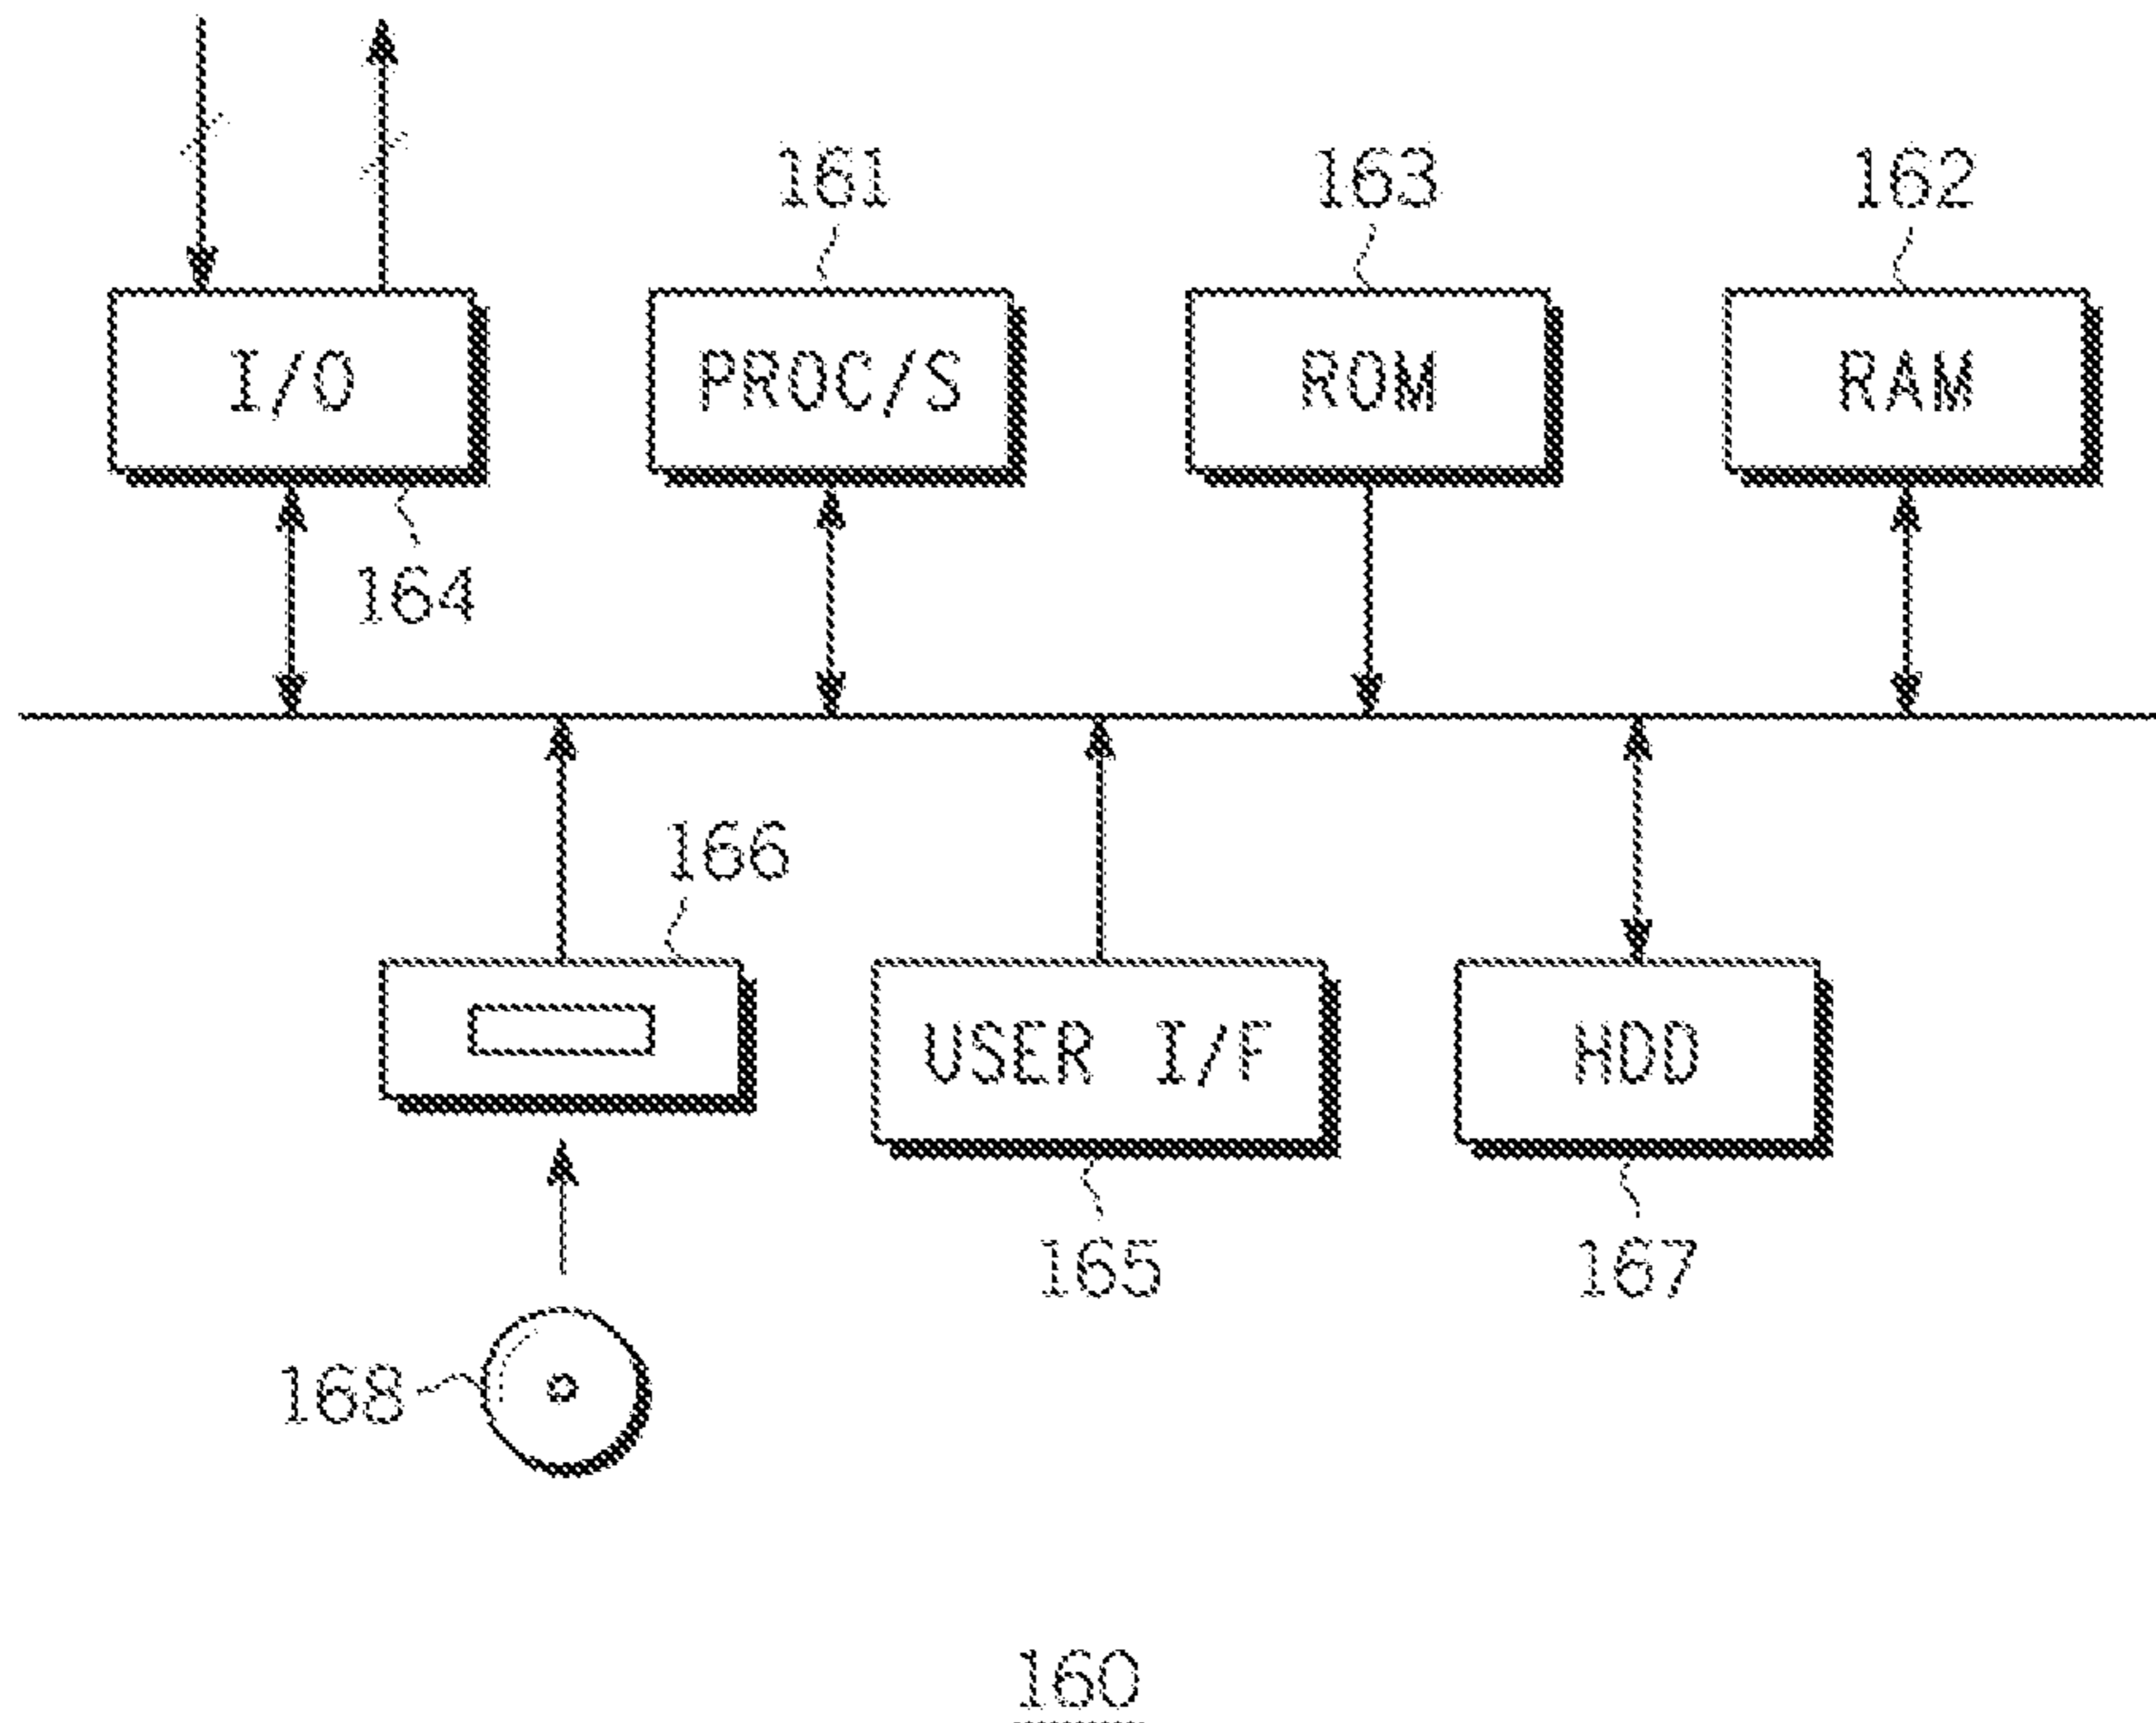 161 163 162
I/O PROC/S ROM RAM
164
166
USER I/F HDD
165 167
168
160